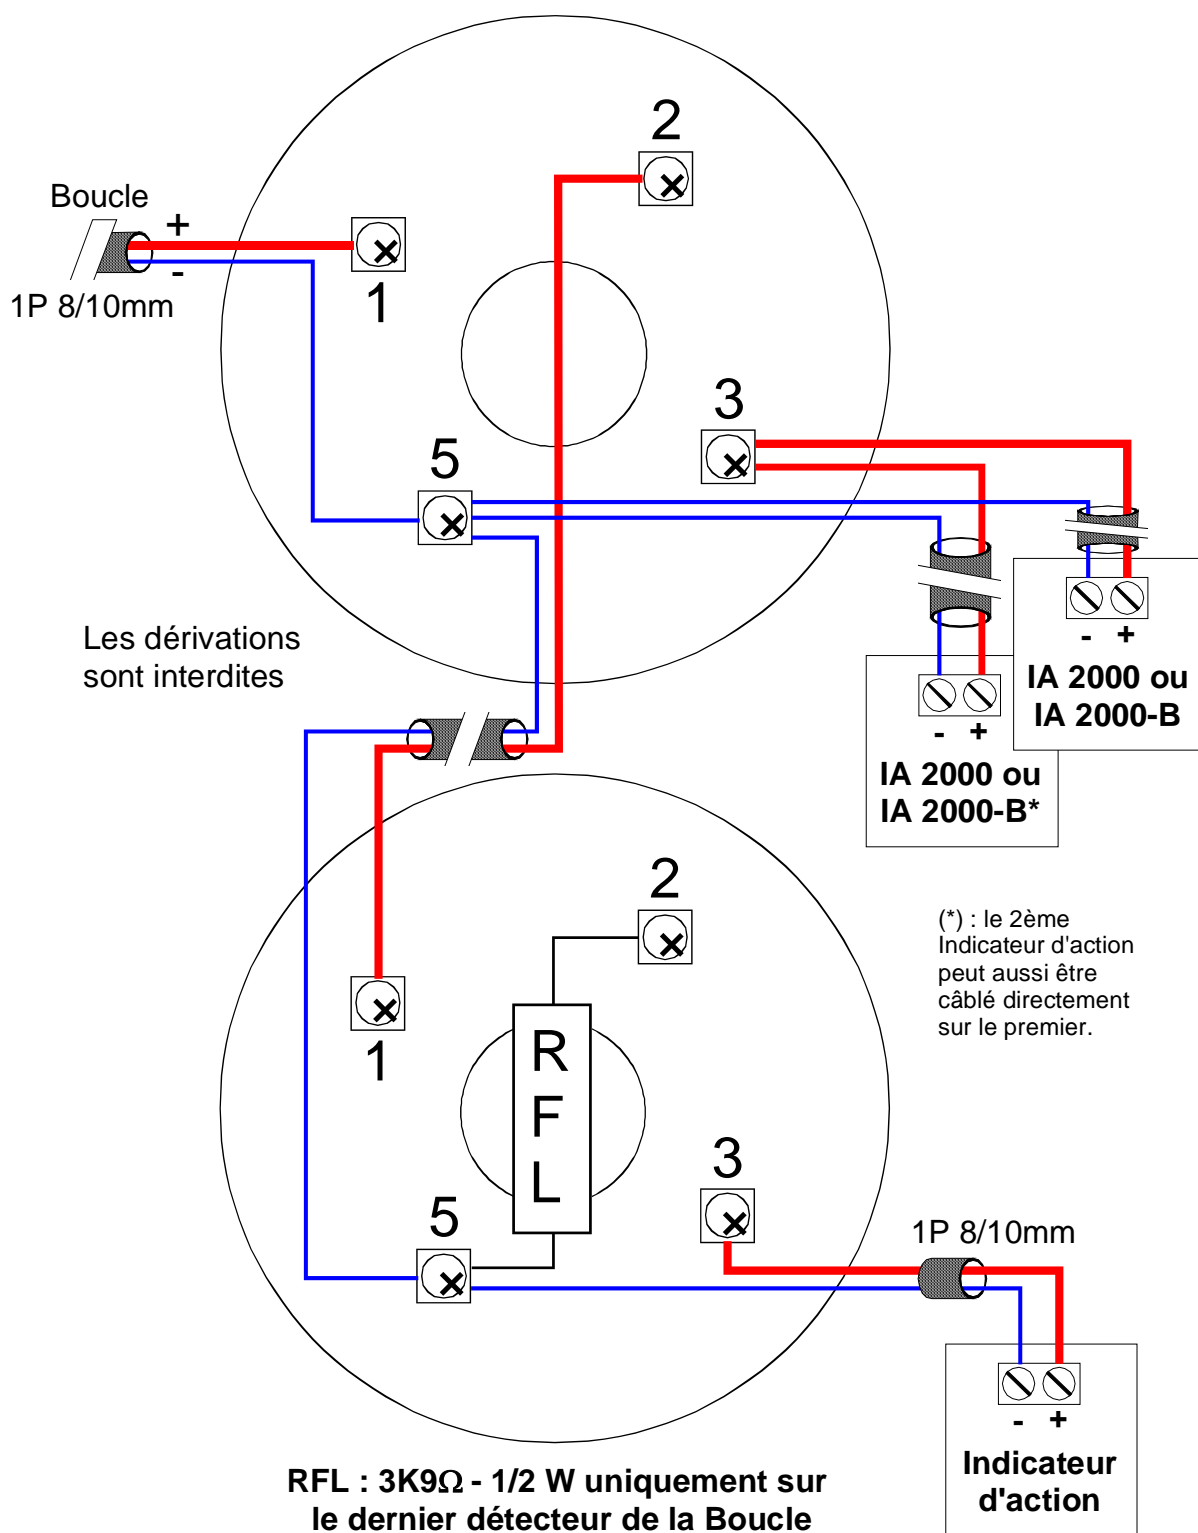 2
Boucle
+
-
1P 8/10mm
1
3
5
Les dérivations
sont interdites
- +
IA 2000 ou
IA 2000-B
- +
IA 2000 ou
IA 2000-B*
2
(*) : le 2ème
Indicateur d'action
peut aussi être
câblé directement
sur le premier.
1
R
F
L
3
5
1P 8/10mm
- +
Indicateur
d'action
RFL : 3K9Ω - 1/2 W uniquement sur
le dernier détecteur de la Boucle